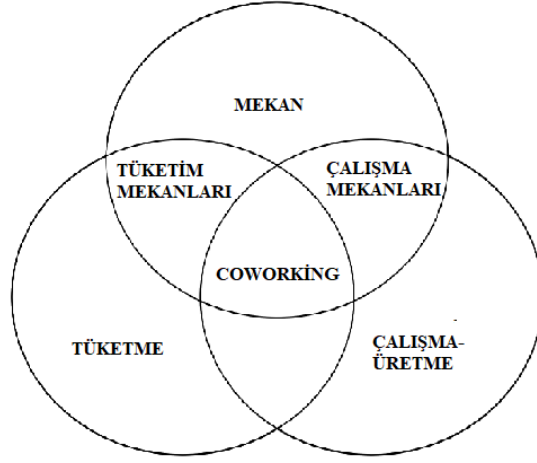 MEKAN
TÜKETİM
MEKANLARI
ÇALIŞMA
MEKANLARI
COWORKİNG
TÜKETME
ÇALIŞMA-
ÜRETME